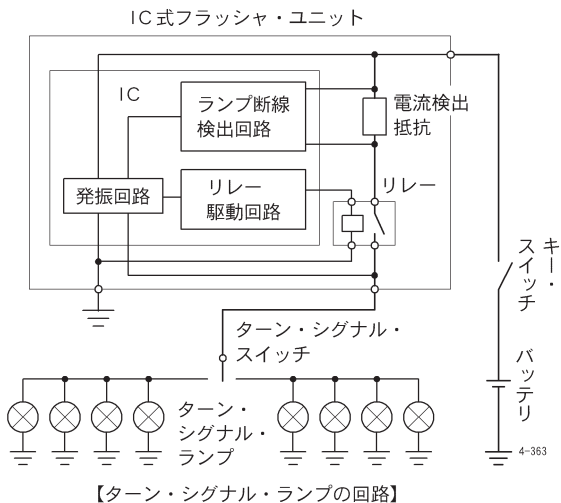 IC式フラッシャ・ユニット
IC
ランプ断線
検出回路
電流検出
抵抗
発振回路
リレー
駆動回路
リレー
キー・
スイッチ
ターン・シグナル・
スイッチ
バッテリ
ターン・
シグナル・
ランプ
4-363
【ターン・シグナル・ランプの回路】